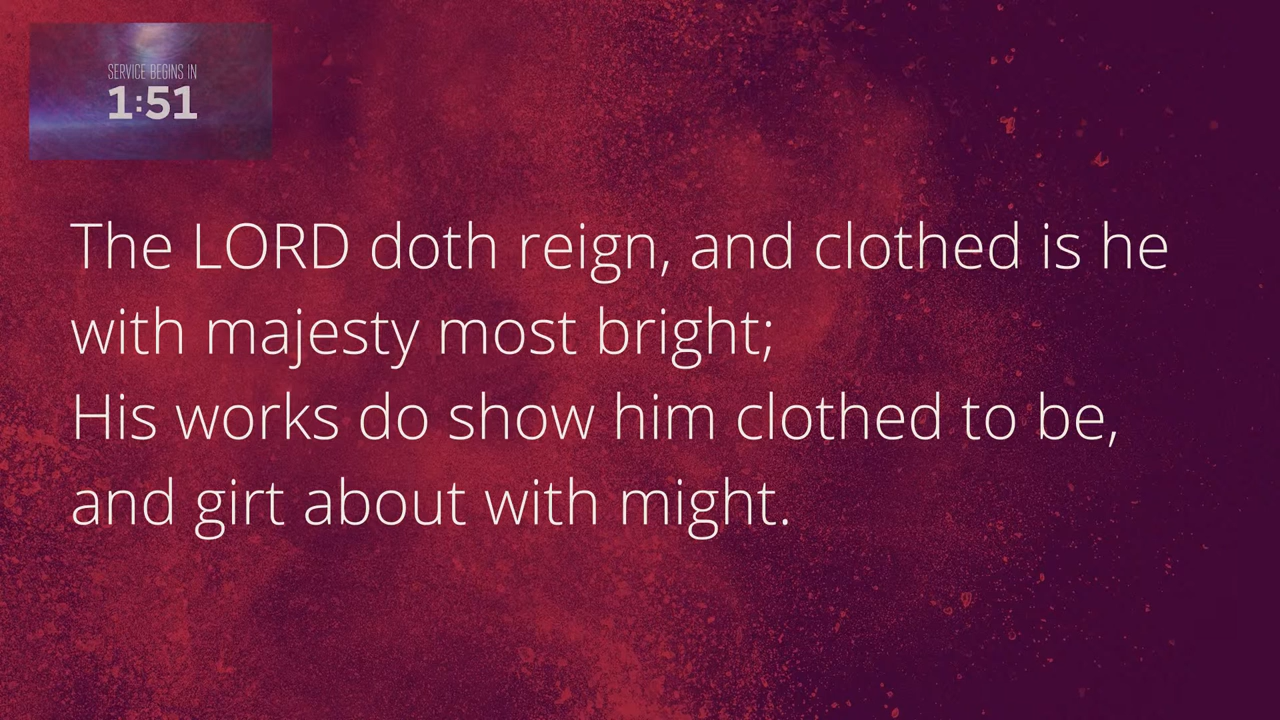 SERVICE BEGINS IN
1:51
The LORD doth reign, and clothed is he
with majesty most bright;
His works do show him clothed to be,
and girt about with might.